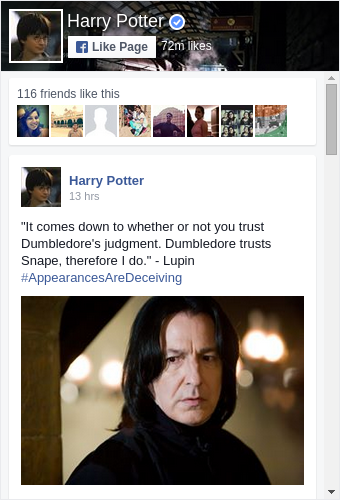 Harry Potter
Like Page
72m likes
116 friends like this
Harry Potter
13 hrs
"It comes down to whether or not you trust
Dumbledore's judgment. Dumbledore trusts
Snape, therefore I do." - Lupin
#AppearancesAreDeceiving